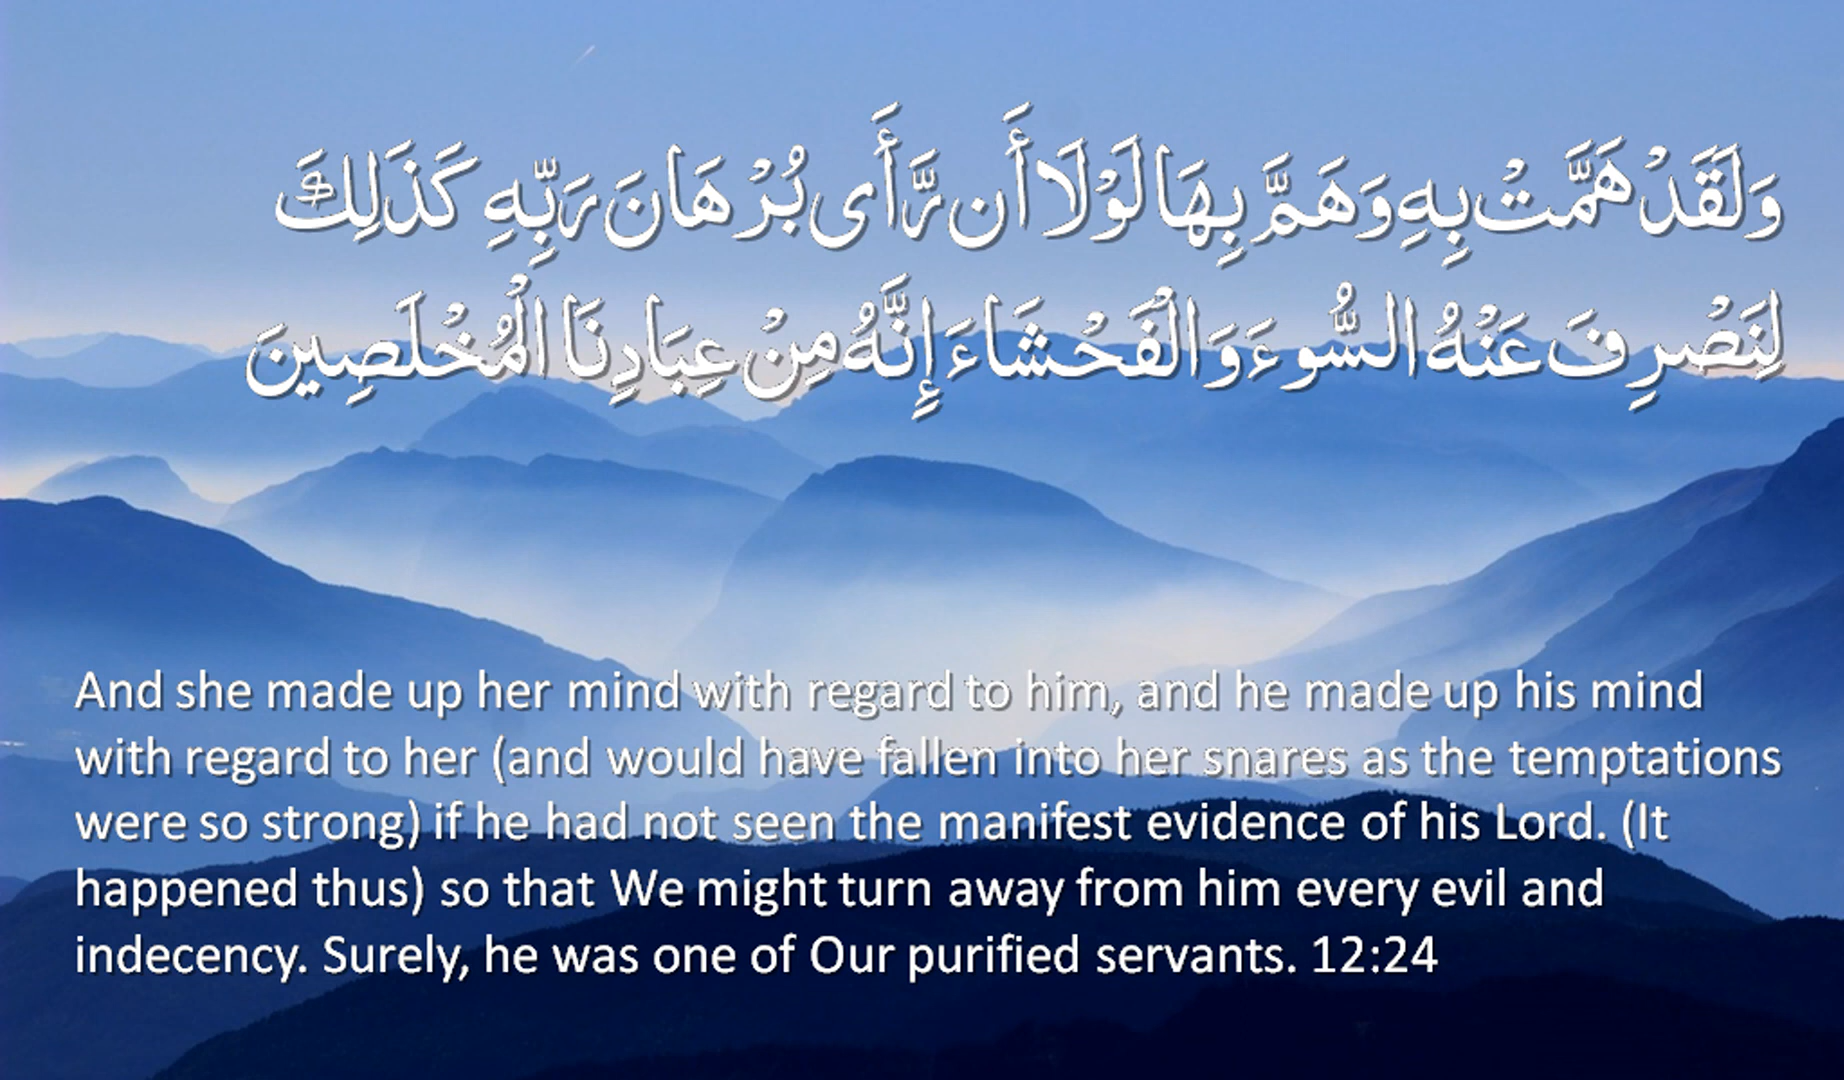 وَلَقَدْ هَمَّتْ بِهِ وَهَمَّ بِهَا لَوْلَا أَن رَّأَى بُرْهَانَ رَبِّهِ كَذَلِكَ
لِنَصْرِفَ عَنْهُ السُّوءَ وَالْفَحْشَاءَ إِنَّهُ مِنْ عِبَادِنَا الْمُخْلَصِينَ
And she made up her mind with regard to him, and he made up his mind
with regard to her (and would have fallen into her snares as the temptations
were so strong) if he had not seen the manifest evidence of his Lord. (It
happened thus) so that We might turn away from him every evil and
indecency. Surely, he was one of Our purified servants. 12:24